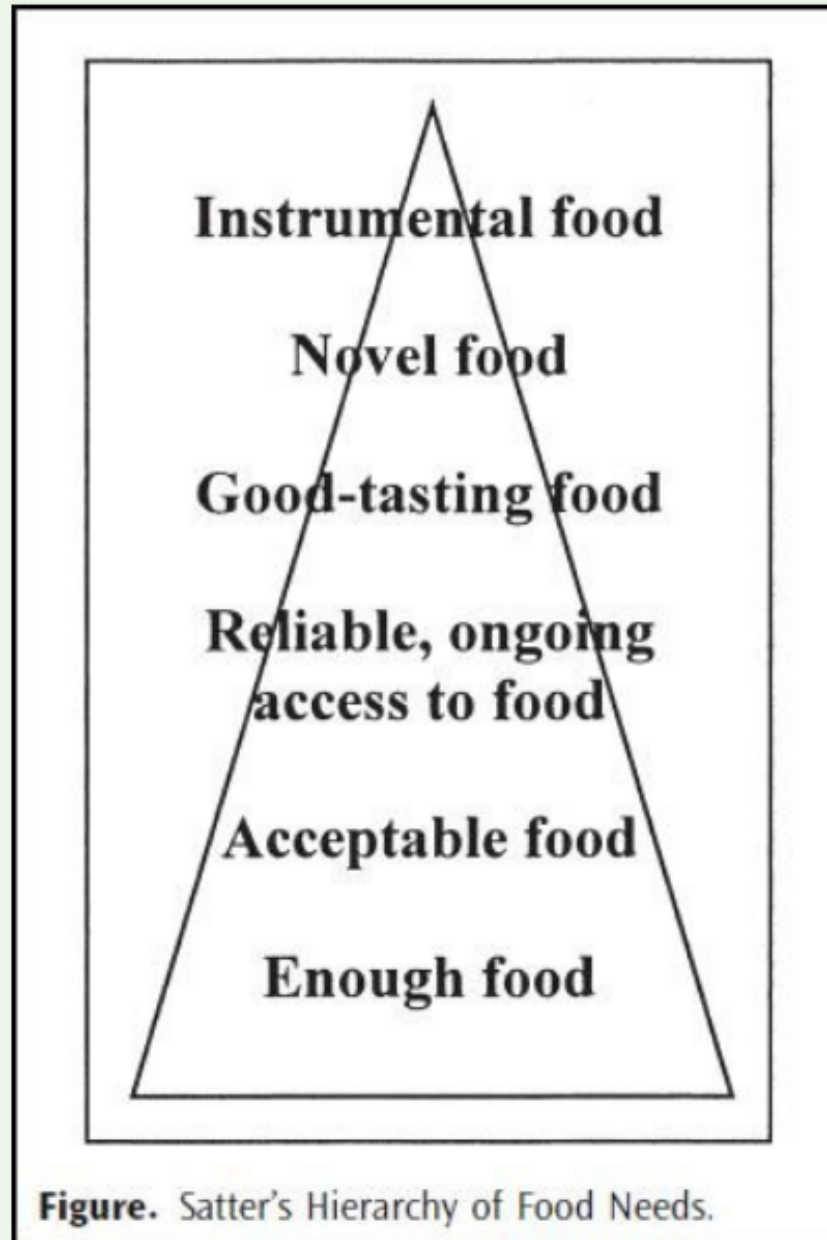 Instrumental food
Novel food
Good-tasting food
Reliable, ongoing
access to food
Acceptable food
Enough food
Figure. Satter's Hierarchy of Food Needs.